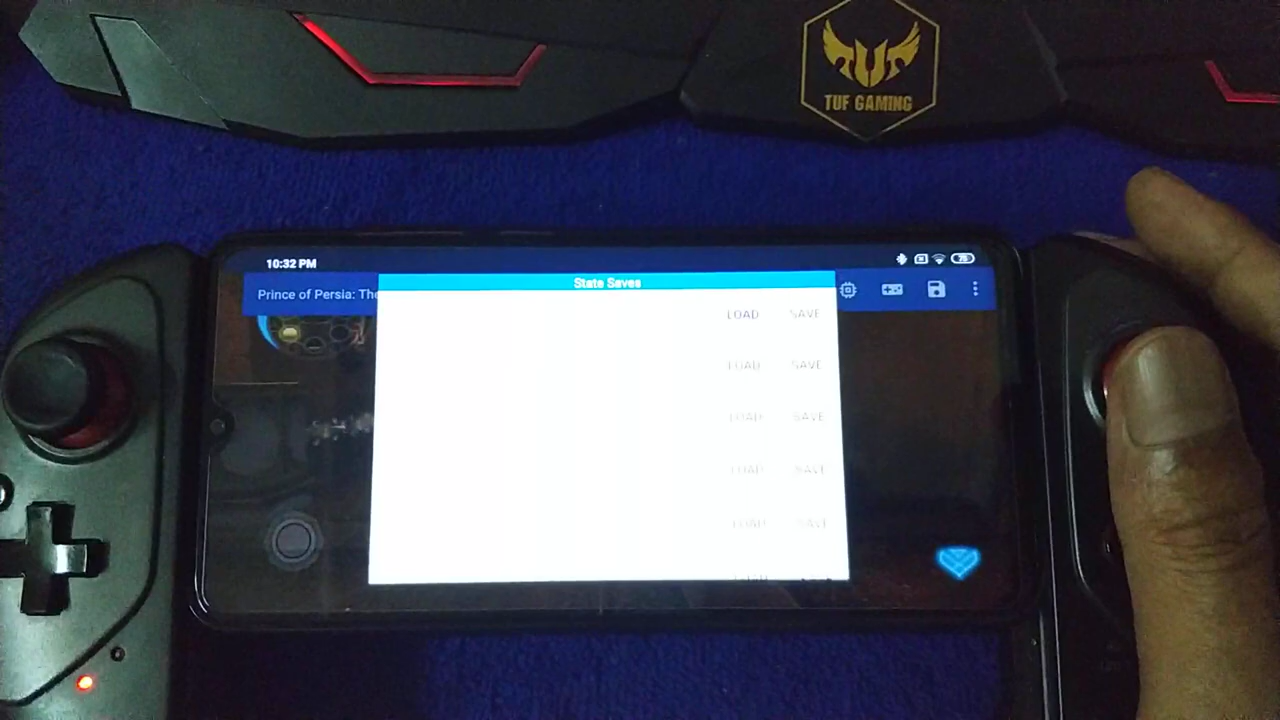 TUF GAMING
10:32 PM
78
Prince of Persia: The
State Saves
LOAD SAVE
LOAD SAVE
LOAD SAVE
LOAD SAVE
LOAD SAVE